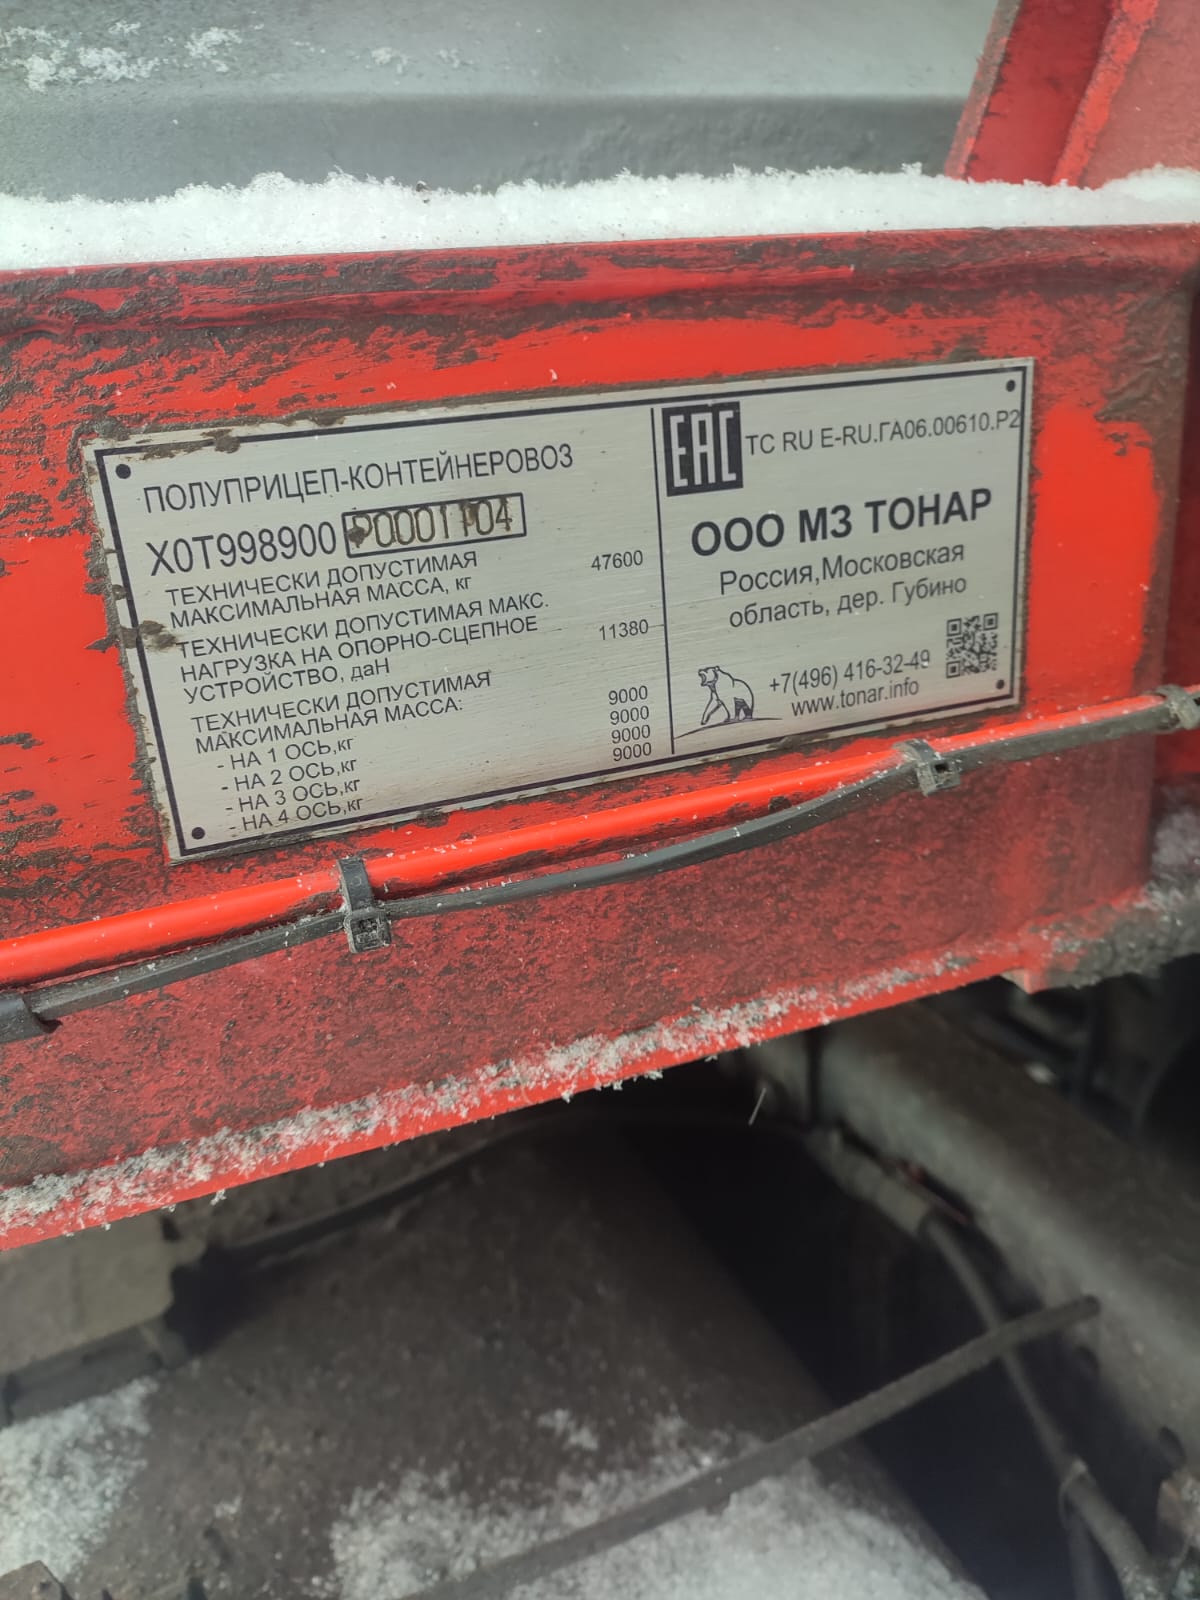 ПОЛУПРИЦЕП-КОНТЕЙНЕРОВОЗ
X0T998900 P0001104
ТЕХНИЧЕСКИ ДОПУСТИМАЯ
МАКСИМАЛЬНАЯ МАССА, кг 47600
ТЕХНИЧЕСКИ ДОПУСТИМАЯ МАКС.
НАГРУЗКА НА ОПОРНО-СЦЕПНОЕ 11380
УСТРОЙСТВО, даН
ТЕХНИЧЕСКИ ДОПУСТИМАЯ
МАКСИМАЛЬНАЯ МАССА:
- НА 1 ОСЬ,кг 9000
- НА 2 ОСЬ,кг 9000
- НА 3 ОСЬ,кг 9000
- НА 4 ОСЬ,кг 9000
EAC TC RU E-RU.ГА06.00610.P2
ООО МЗ ТОНАР
Россия,Московская
область, дер. Губино
+7(496) 416-32-49
www.tonar.info